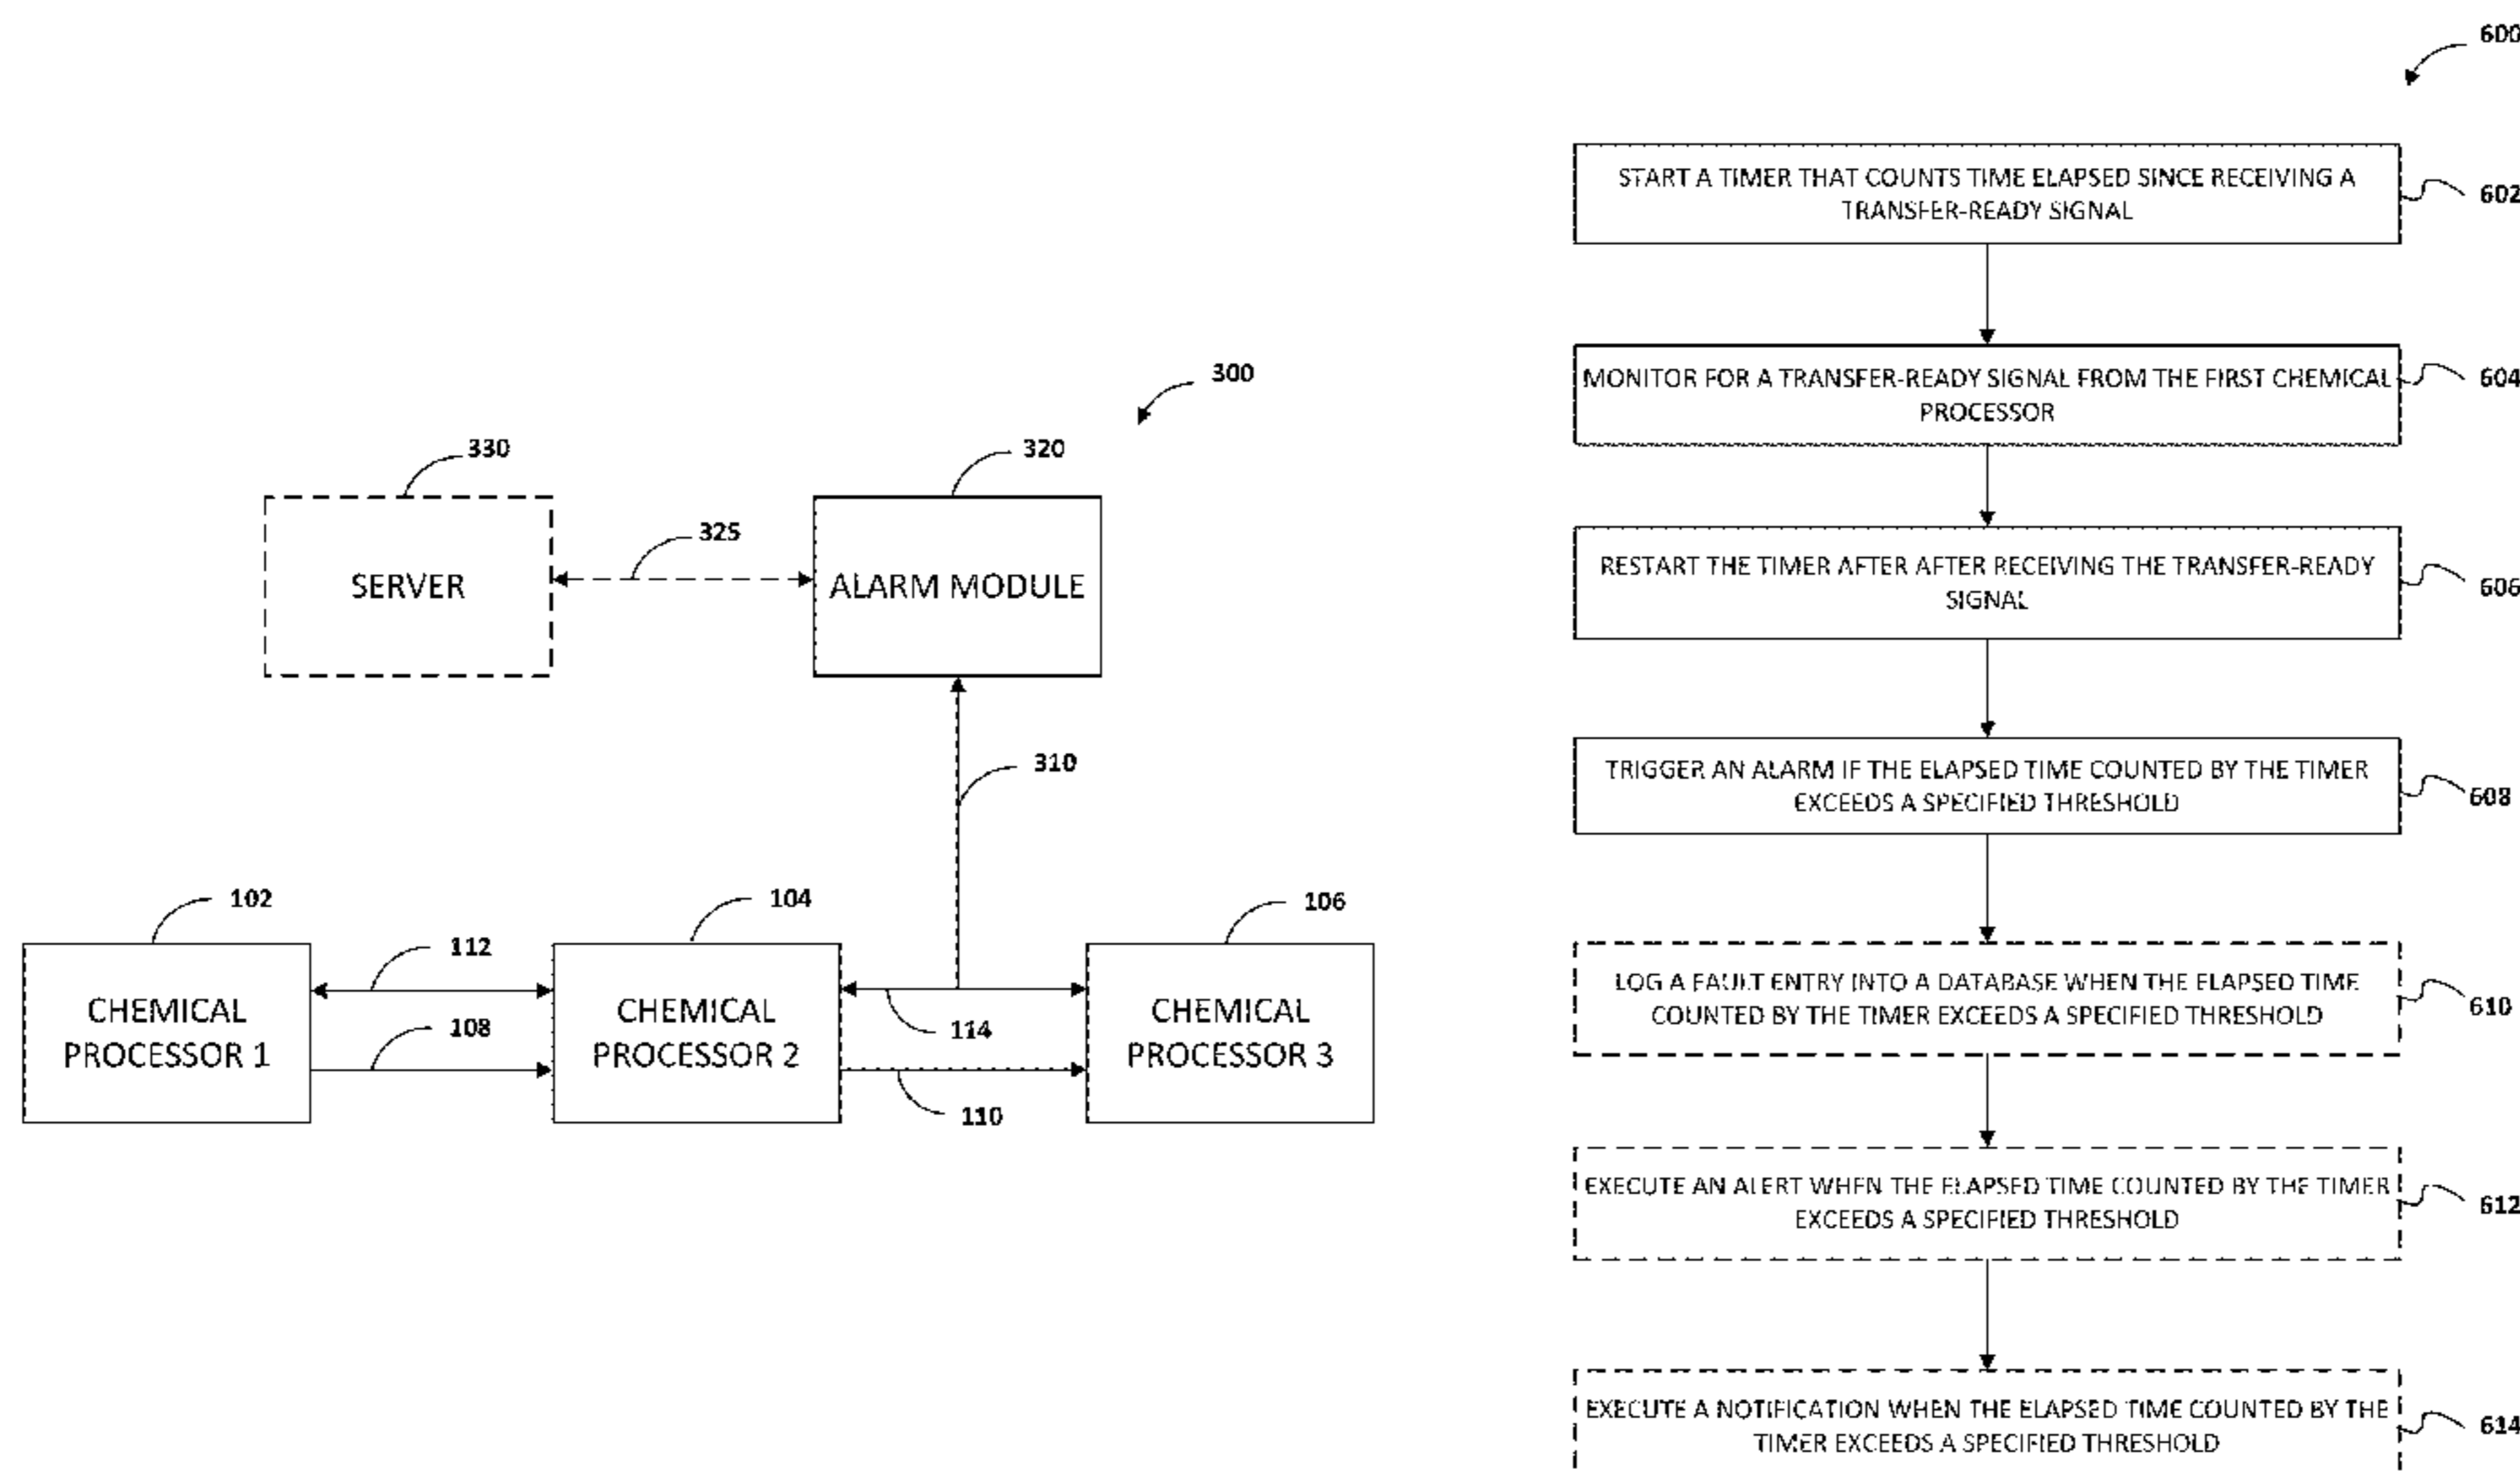 300
330
320
325
SERVER
ALARM MODULE
310
102
104
106
112
CHEMICAL
PROCESSOR 1
108
CHEMICAL
PROCESSOR 2
114
110
CHEMICAL
PROCESSOR 3
600
START A TIMER THAT COUNTS TIME ELAPSED SINCE RECEIVING A
TRANSFER-READY SIGNAL
602
MONITOR FOR A TRANSFER-READY SIGNAL FROM THE FIRST CHEMICAL
PROCESSOR
604
RESTART THE TIMER AFTER AFTER RECEIVING THE TRANSFER-READY
SIGNAL
606
TRIGGER AN ALARM IF THE ELAPSED TIME COUNTED BY THE TIMER
EXCEEDS A SPECIFIED THRESHOLD
608
LOG A FAULT ENTRY INTO A DATABASE WHEN THE ELAPSED TIME
COUNTED BY THE TIMER EXCEEDS A SPECIFIED THRESHOLD
610
EXECUTE AN ALERT WHEN THE ELAPSED TIME COUNTED BY THE TIMER
EXCEEDS A SPECIFIED THRESHOLD
612
EXECUTE A NOTIFICATION WHEN THE ELAPSED TIME COUNTED BY THE
TIMER EXCEEDS A SPECIFIED THRESHOLD
614